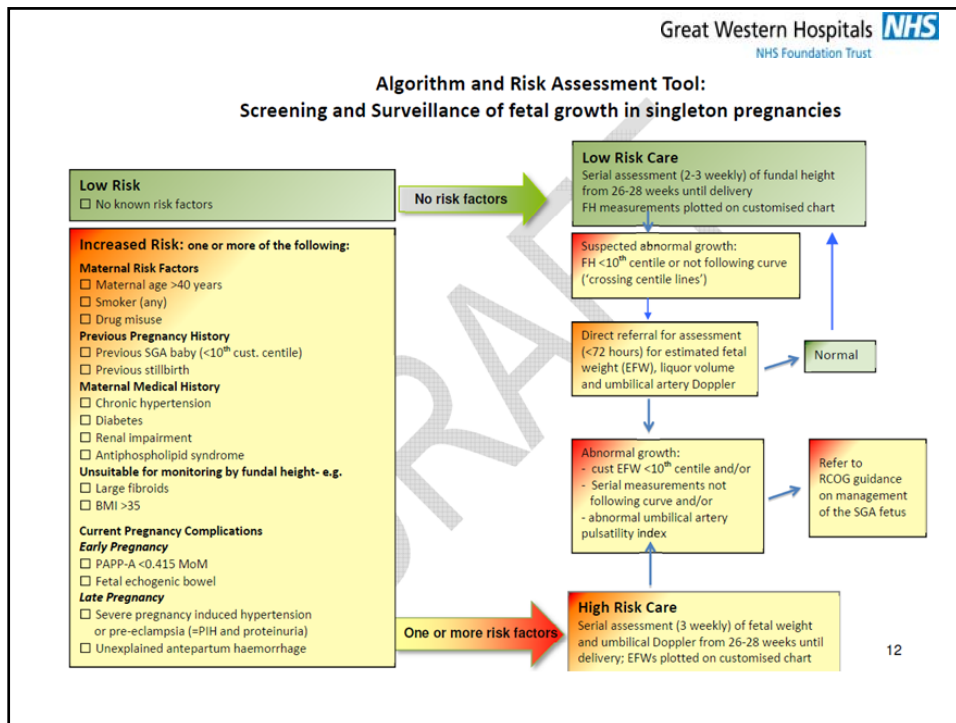 Great Western Hospitals NHS
NHS Foundation Trust
Algorithm and Risk Assessment Tool:
Screening and Surveillance of fetal growth in singleton pregnancies
DRAFT
Low Risk
☐ No known risk factors
No risk factors
Low Risk Care
Serial assessment (2-3 weekly) of fundal height
from 26-28 weeks until delivery
FH measurements plotted on customised chart
Increased Risk: one or more of the following:
Maternal Risk Factors
☐ Maternal age >40 years
☐ Smoker (any)
☐ Drug misuse
Previous Pregnancy History
☐ Previous SGA baby (<10th cust. centile)
☐ Previous stillbirth
Maternal Medical History
☐ Chronic hypertension
☐ Diabetes
☐ Renal impairment
☐ Antiphospholipid syndrome
Unsuitable for monitoring by fundal height- e.g.
☐ Large fibroids
☐ BMI >35
Current Pregnancy Complications
Early Pregnancy
☐ PAPP-A <0.415 MoM
☐ Fetal echogenic bowel
Late Pregnancy
☐ Severe pregnancy induced hypertension
or pre-eclampsia (=PIH and proteinuria)
☐ Unexplained antepartum haemorrhage
Suspected abnormal growth:
FH <10th centile or not following curve
('crossing centile lines')
Direct referral for assessment
(<72 hours) for estimated fetal
weight (EFW), liquor volume
and umbilical artery Doppler
Normal
Abnormal growth:
- cust EFW <10th centile and/or
- Serial measurements not
following curve and/or
- abnormal umbilical artery
pulsatility index
Refer to
RCOG guidance
on management
of the SGA fetus
One or more risk factors
High Risk Care
Serial assessment (3 weekly) of fetal weight
and umbilical Doppler from 26-28 weeks until
delivery; EFWs plotted on customised chart
12